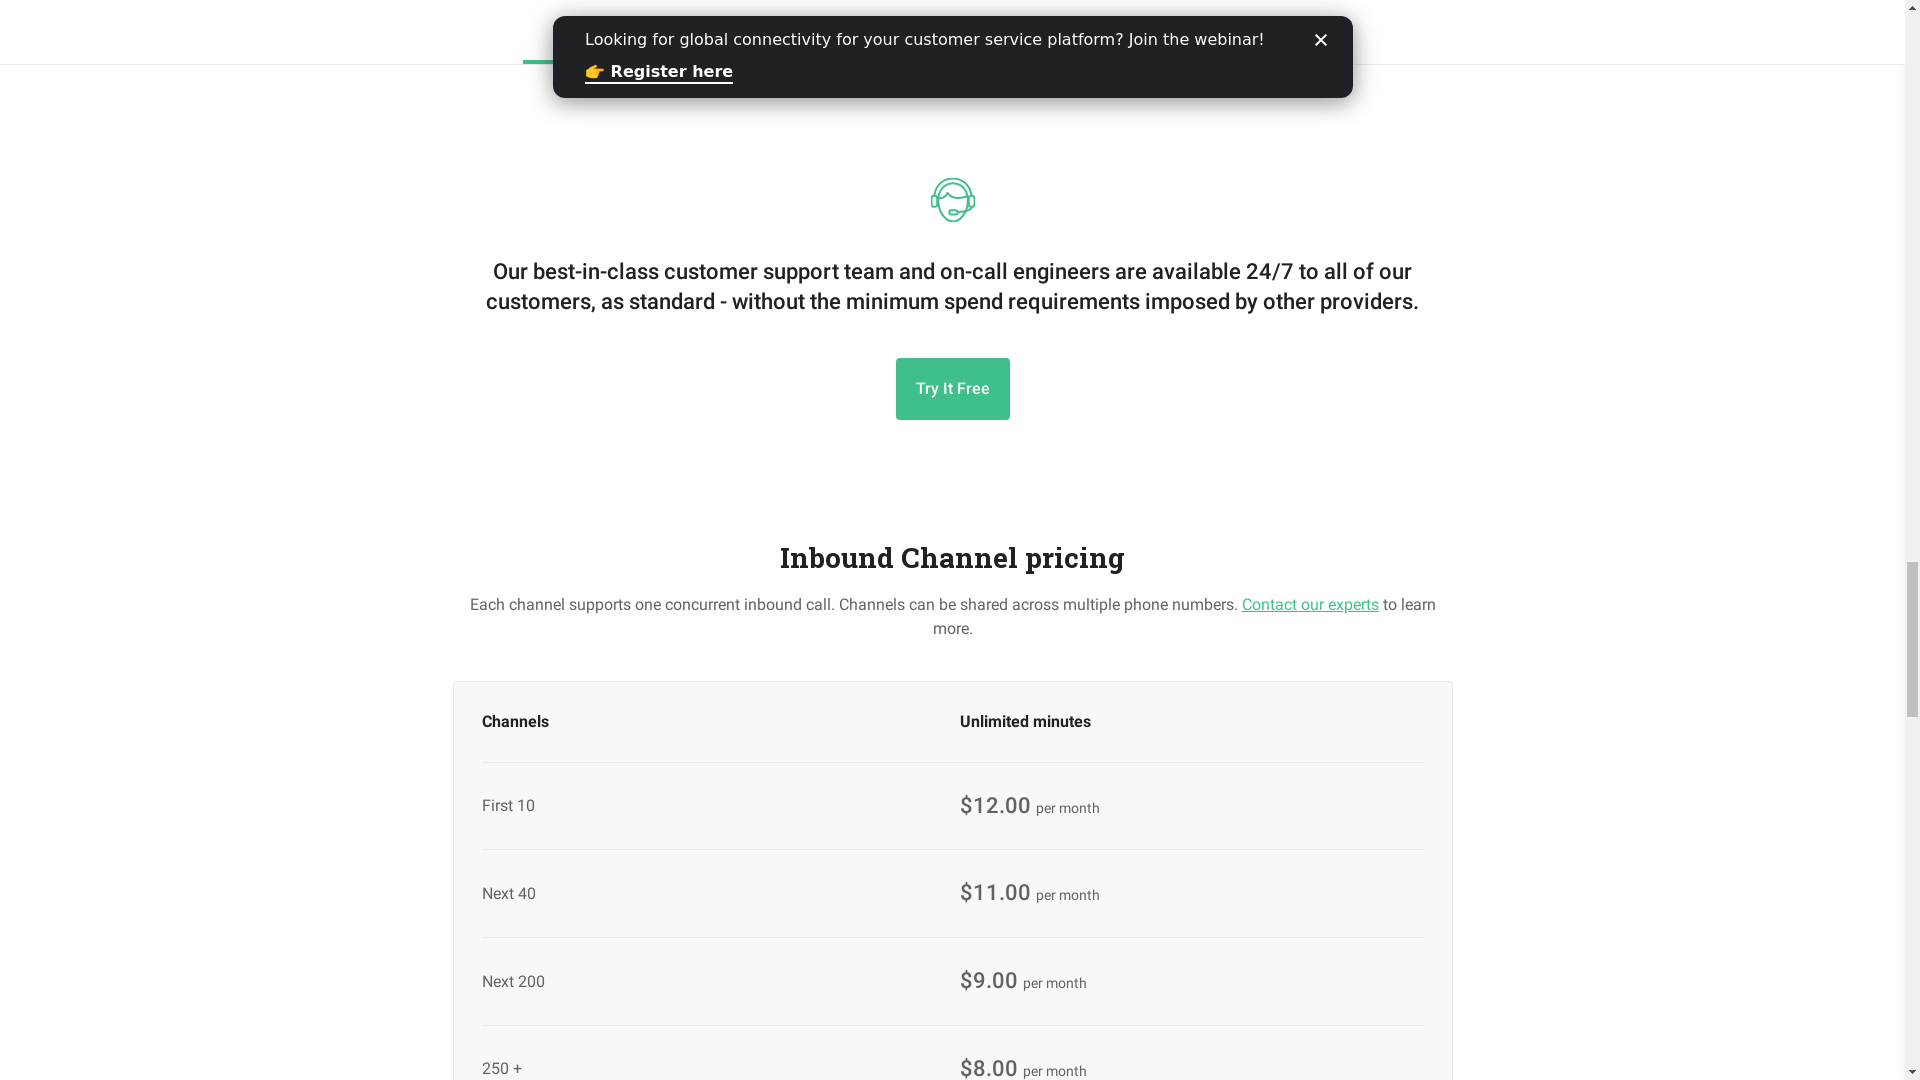 Looking for global connectivity for your customer service platform? Join the webinar!
👉 Register here
Our best-in-class customer support team and on-call engineers are available 24/7 to all of our
customers, as standard - without the minimum spend requirements imposed by other providers.
Try It Free
Inbound Channel pricing
Each channel supports one concurrent inbound call. Channels can be shared across multiple phone numbers. Contact our experts to learn
more.
Channels Unlimited minutes
First 10 $12.00 per month
Next 40 $11.00 per month
Next 200 $9.00 per month
250 + $8.00 per month